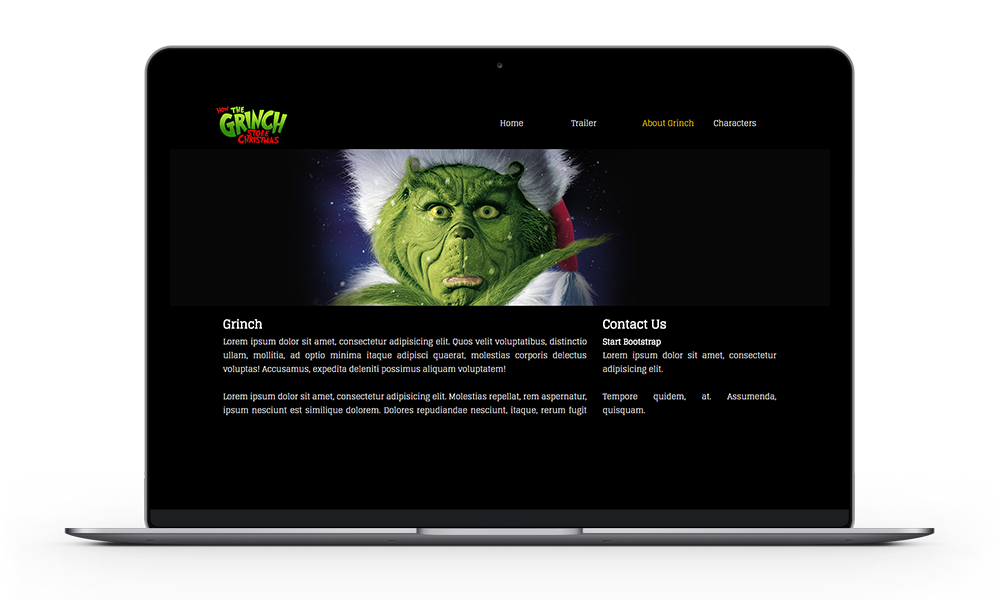 HOW THE
GRINCH
STOLE
CHRISTMAS
Home Trailer About Grinch Characters
Grinch
Lorem ipsum dolor sit amet, consectetur adipisicing elit. Quos velit voluptatibus, distinctio
ullam, mollitia, ad optio minima itaque adipisci quaerat, molestias corporis delectus
voluptas! Accusamus, expedita deleniti possimus aliquam voluptatem!
Lorem ipsum dolor sit amet, consectetur adipisicing elit. Molestias repellat, rem aspernatur,
ipsum nesciunt est similique dolorem. Dolores repudiandae nesciunt, itaque, rerum fugit
Contact Us
Start Bootstrap
Lorem ipsum dolor sit amet, consectetur
adipisicing elit.
Tempore quidem, at. Assumenda,
quisquam.